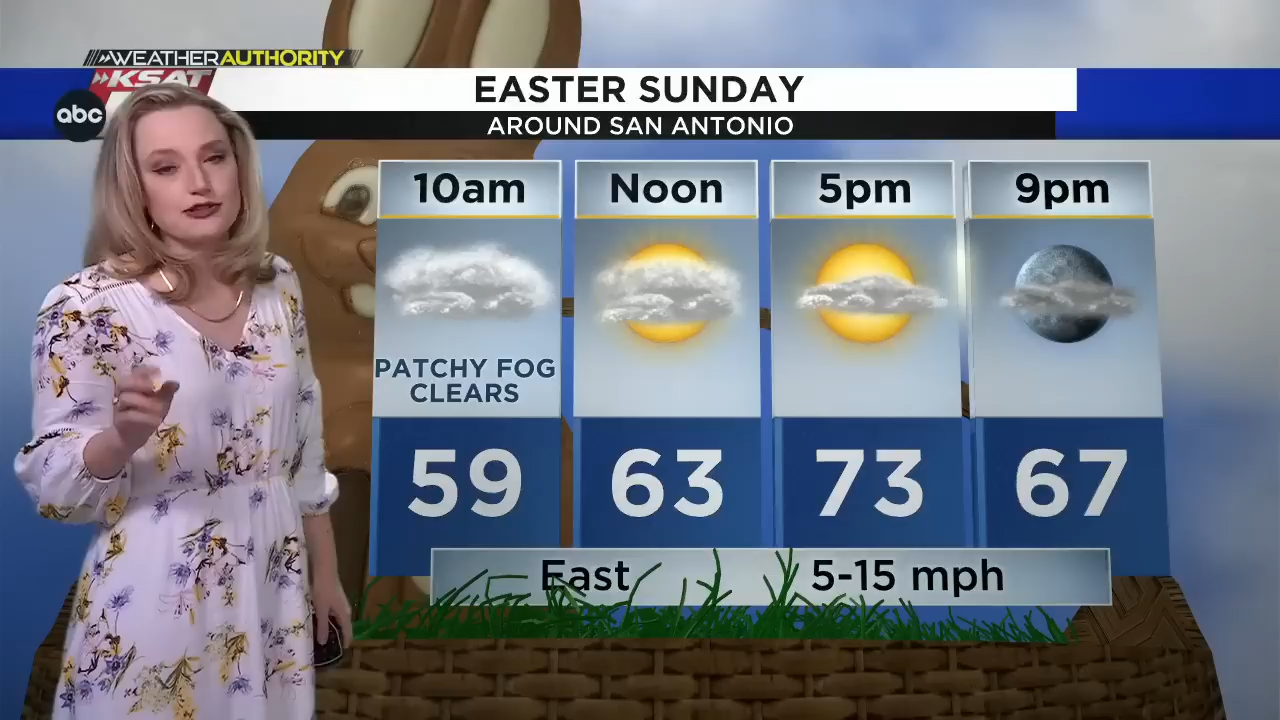 WEATHERAUTHORITY
KSAT
abc
EASTER SUNDAY
AROUND SAN ANTONIO
10am
Noon
5pm
9pm
PATCHY FOG
CLEARS
59
63
73
67
East
5-15 mph